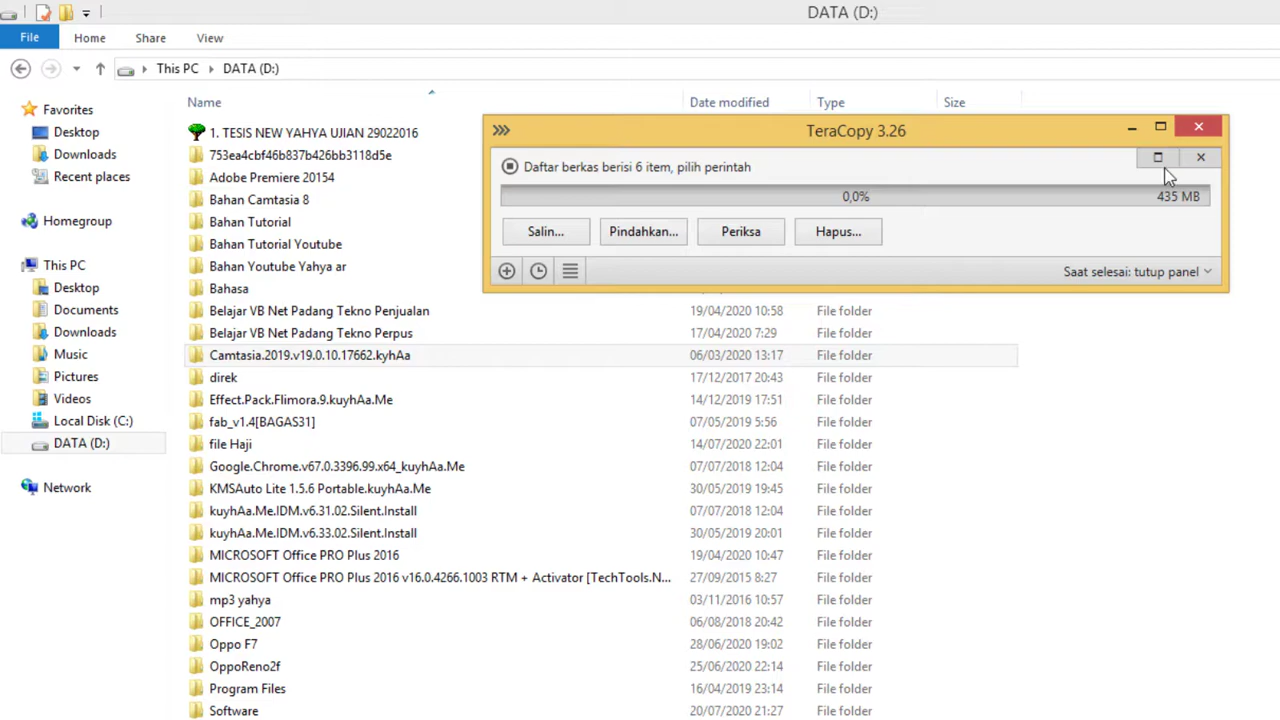 DATA (D:)
File Home Share View
This PC DATA (D:)
Favorites
Desktop
Downloads
Recent places
Homegroup
This PC
Desktop
Documents
Downloads
Music
Pictures
Videos
Local Disk (C:)
DATA (D:)
Network
Name Date modified Type Size
1. TESIS NEW YAHYA UJIAN 29022016
753ea4cbf46b837b426bb3118d5e
Adobe Premiere 20154
Bahan Camtasia 8
Bahan Tutorial
Bahan Tutorial Youtube
Bahan Youtube Yahya ar
Bahasa
Belajar VB Net Padang Tekno Penjualan 19/04/2020 10:58 File folder
Belajar VB Net Padang Tekno Perpus 17/04/2020 7:29 File folder
Camtasia.2019.v19.0.10.17662.kyhAa 06/03/2020 13:17 File folder
direk 17/12/2017 20:43 File folder
Effect.Pack.Flimora.9.kuyhAa.Me 14/12/2019 17:51 File folder
fab_v1.4[BAGAS31] 07/05/2019 5:56 File folder
file Haji 14/07/2020 22:01 File folder
Google.Chrome.v67.0.3396.99.x64_kuyhAa.Me 07/07/2018 12:04 File folder
KMSAuto Lite 1.5.6 Portable.kuyhAa.Me 30/05/2019 19:45 File folder
kuyhAa.Me.IDM.v6.31.02.Silent.Install 07/07/2018 12:04 File folder
kuyhAa.Me.IDM.v6.33.02.Silent.Install 30/05/2019 20:01 File folder
MICROSOFT Office PRO Plus 2016 19/04/2020 10:47 File folder
MICROSOFT Office PRO Plus 2016 v16.0.4266.1003 RTM + Activator [TechTools.N... 27/09/2015 8:27 File folder
mp3 yahya 03/11/2016 10:57 File folder
OFFICE_2007 06/08/2018 20:42 File folder
Oppo F7 28/06/2020 19:02 File folder
OppoReno2f 25/06/2020 22:14 File folder
Program Files 16/04/2019 23:14 File folder
Software 20/07/2020 21:27 File folder
TeraCopy 3.26
Daftar berkas berisi 6 item, pilih perintah
0,0% 435 MB
Salin... Pindahkan... Periksa Hapus...
Saat selesai: tutup panel